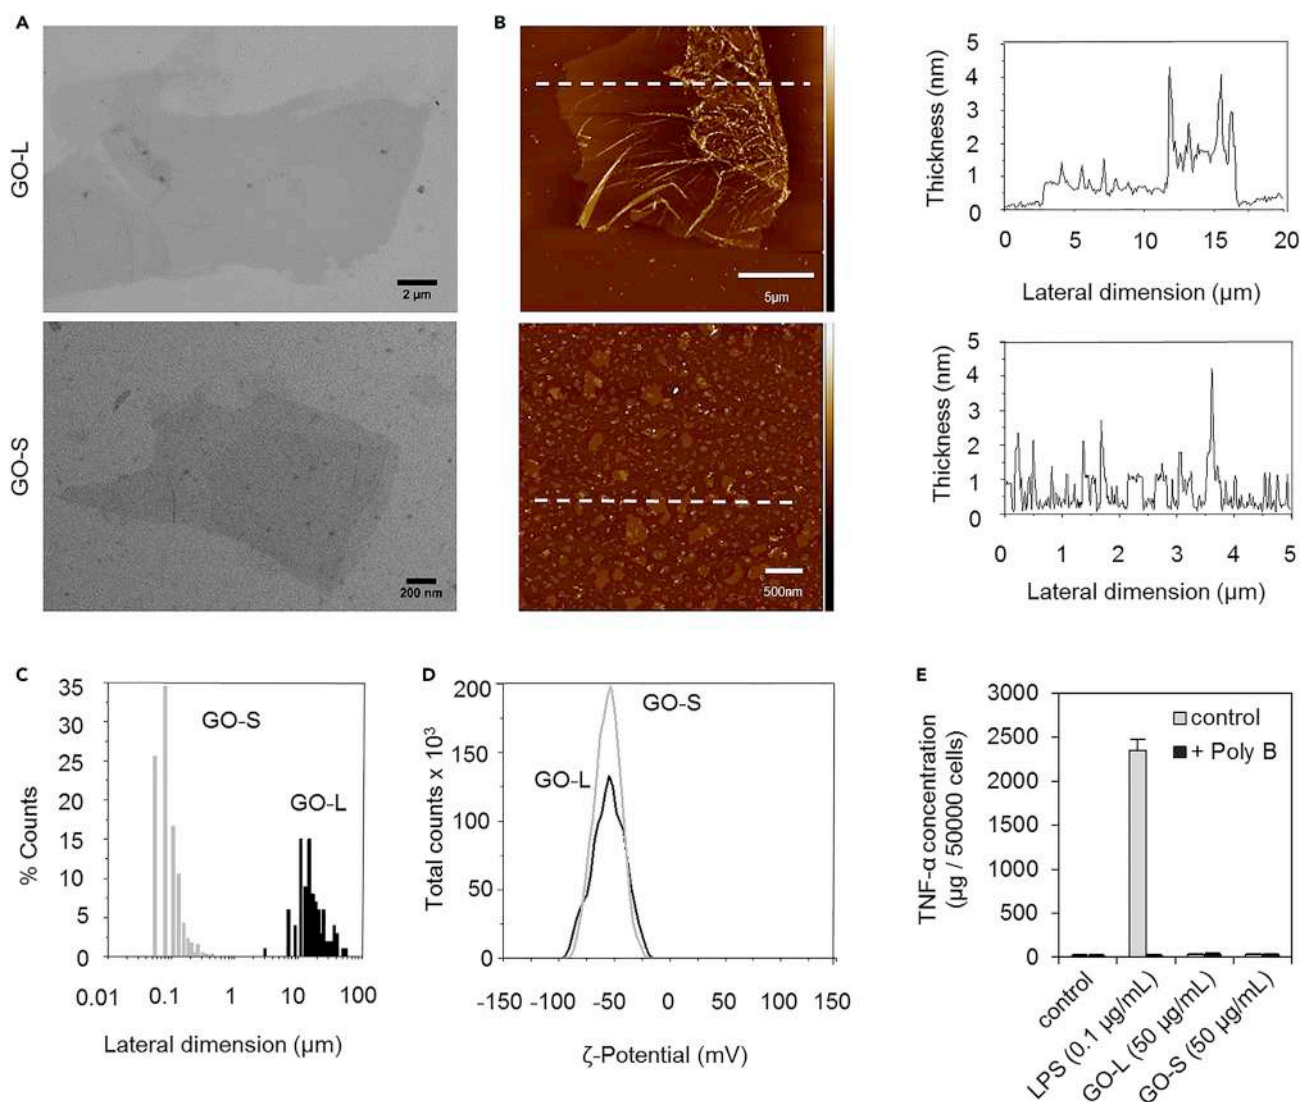 A
B
GO-L
2 µm
5µm
Thickness (nm)
5
4
3
2
1
0
0 5 10 15 20
Lateral dimension (µm)
GO-S
200 nm
500nm
Thickness (nm)
5
4
3
2
1
0
0 1 2 3 4 5
Lateral dimension (µm)
C
% Counts
35
30
25
20
15
10
5
0
GO-S
GO-L
0.01 0.1 1 10 100
Lateral dimension (µm)
D
Total counts x 10³
200
150
100
50
0
GO-S
GO-L
-150 -100 -50 0 50 100 150
ζ-Potential (mV)
E
TNF-α concentration
(µg / 50000 cells)
3000
2500
2000
1500
1000
500
0
control
+ Poly B
control
LPS (0.1 µg/mL)
GO-L (50 µg/mL)
GO-S (50 µg/mL)